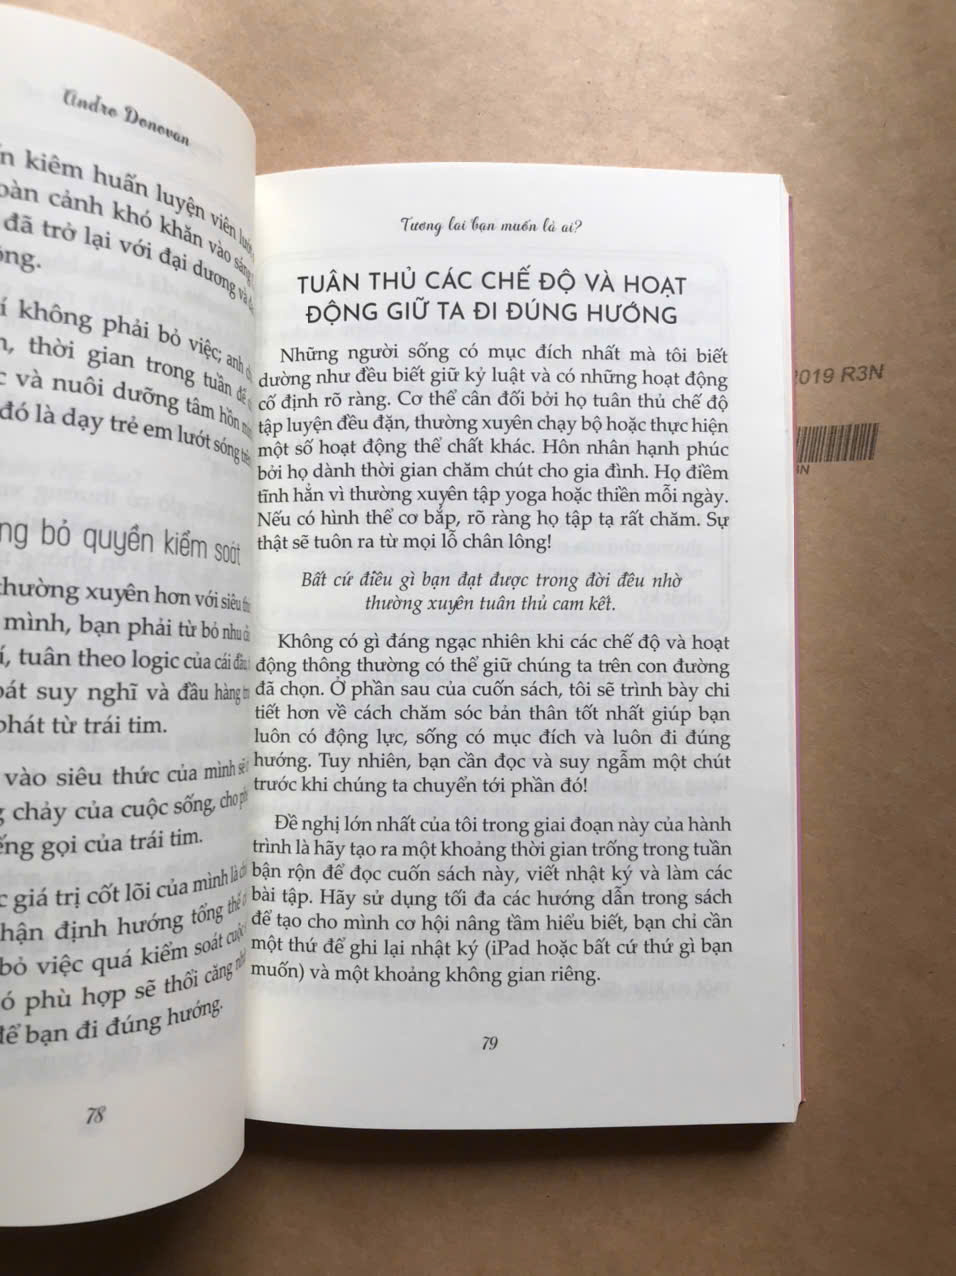 Andre Donovan
kiêm huấn luyện viên lướt
cảnh khó khăn vào sáng
đã trở lại với đại dương và
không phải bỏ việc; anh
thời gian trong tuần để
và nuôi dưỡng tâm hồn
đó là dạy trẻ em lướt sóng trên
bỏ quyền kiểm soát
thường xuyên hơn với siêu
mình, bạn phải từ bỏ nhu
tuân theo logic của cái đầu,
suy nghĩ và đầu hàng
phát từ trái tim.
vào siêu thức của mình sẽ
chảy của cuộc sống, cho
gọi của trái tim.
giá trị cốt lõi của mình là
định hướng tổng thể
bỏ việc quá kiểm soát cuộc
phù hợp sẽ thổi căng
để bạn đi đúng hướng.
78
Tương lai bạn muốn là ai?
TUÂN THỦ CÁC CHẾ ĐỘ VÀ HOẠT
ĐỘNG GIỮ TA ĐI ĐÚNG HƯỚNG
Những người sống có mục đích nhất mà tôi biết
dường như đều biết giữ kỷ luật và có những hoạt động
cố định rõ ràng. Cơ thể cân đối bởi họ tuân thủ chế độ
tập luyện đều đặn, thường xuyên chạy bộ hoặc thực hiện
một số hoạt động thể chất khác. Hôn nhân hạnh phúc
bởi họ dành thời gian chăm chút cho gia đình. Họ điềm
tĩnh hẳn vì thường xuyên tập yoga hoặc thiền mỗi ngày.
Nếu có hình thể cơ bắp, rõ ràng họ tập tạ rất chăm. Sự
thật sẽ tuôn ra từ mọi lỗ chân lông!
Bất cứ điều gì bạn đạt được trong đời đều nhờ
thường xuyên tuân thủ cam kết.
Không có gì đáng ngạc nhiên khi các chế độ và hoạt
động thông thường có thể giữ chúng ta trên con đường
đã chọn. Ở phần sau của cuốn sách, tôi sẽ trình bày chi
tiết hơn về cách chăm sóc bản thân tốt nhất giúp bạn
luôn có động lực, sống có mục đích và luôn đi đúng
hướng. Tuy nhiên, bạn cần đọc và suy ngẫm một chút
trước khi chúng ta chuyển tới phần đó!
Đề nghị lớn nhất của tôi trong giai đoạn này của hành
trình là hãy tạo ra một khoảng thời gian trống trong tuần
bận rộn để đọc cuốn sách này, viết nhật ký và làm các
bài tập. Hãy sử dụng tối đa các hướng dẫn trong sách
để tạo cho mình cơ hội nâng tầm hiểu biết, bạn chỉ cần
một thứ để ghi lại nhật ký (iPad hoặc bất cứ thứ gì bạn
muốn) và một khoảng không gian riêng.
79
2019 R3N